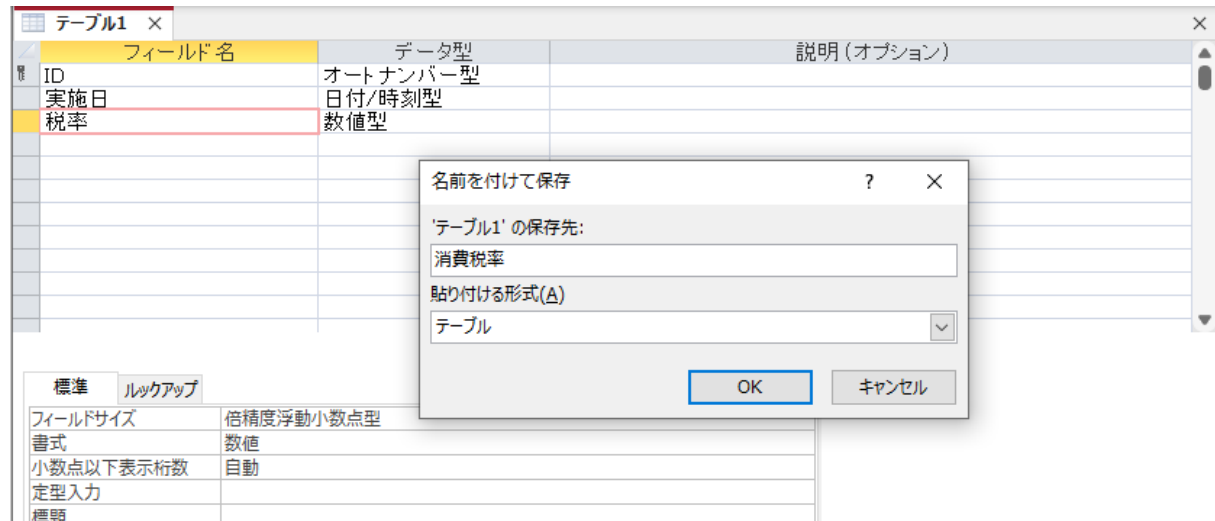 テーブル1
フィールド名 データ型 説明(オプション)
ID オートナンバー型
実施日 日付/時刻型
税率 数値型
名前を付けて保存 ?
'テーブル1' の保存先:
消費税率
貼り付ける形式(A)
テーブル
OK キャンセル
標準 ルックアップ
フィールドサイズ 倍精度浮動小数点型
書式 数値
小数点以下表示桁数 自動
定型入力
標題